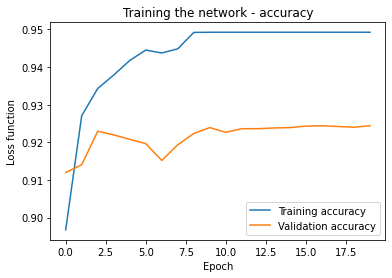 Training the network - accuracy
Loss function
0.95
0.94
0.93
0.92
0.91
0.90
0.0
2.5
5.0
7.5
10.0
12.5
15.0
17.5
Epoch
Training accuracy
Validation accuracy